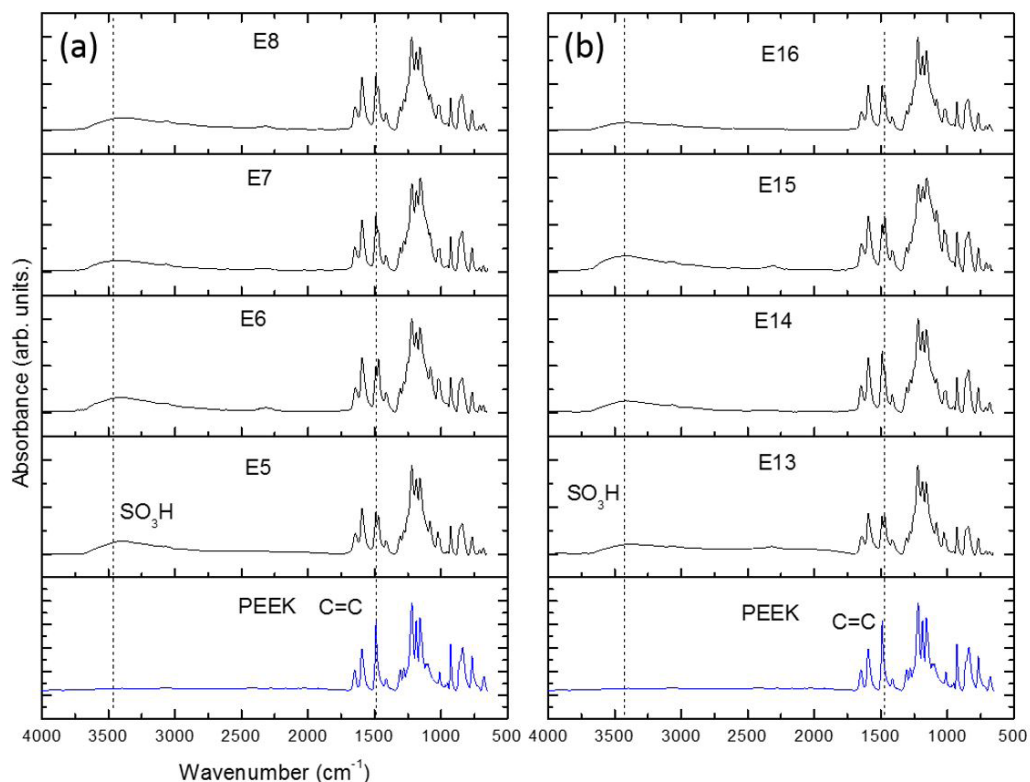 (a)
E8
E7
E6
E5
SO₃H
PEEK C=C
4000 3500 3000 2500 2000 1500 1000 500
Wavenumber (cm⁻¹)
Absorbance (arb. units.)
(b)
E16
E15
E14
E13
SO₃H
PEEK C=C
4000 3500 3000 2500 2000 1500 1000 500